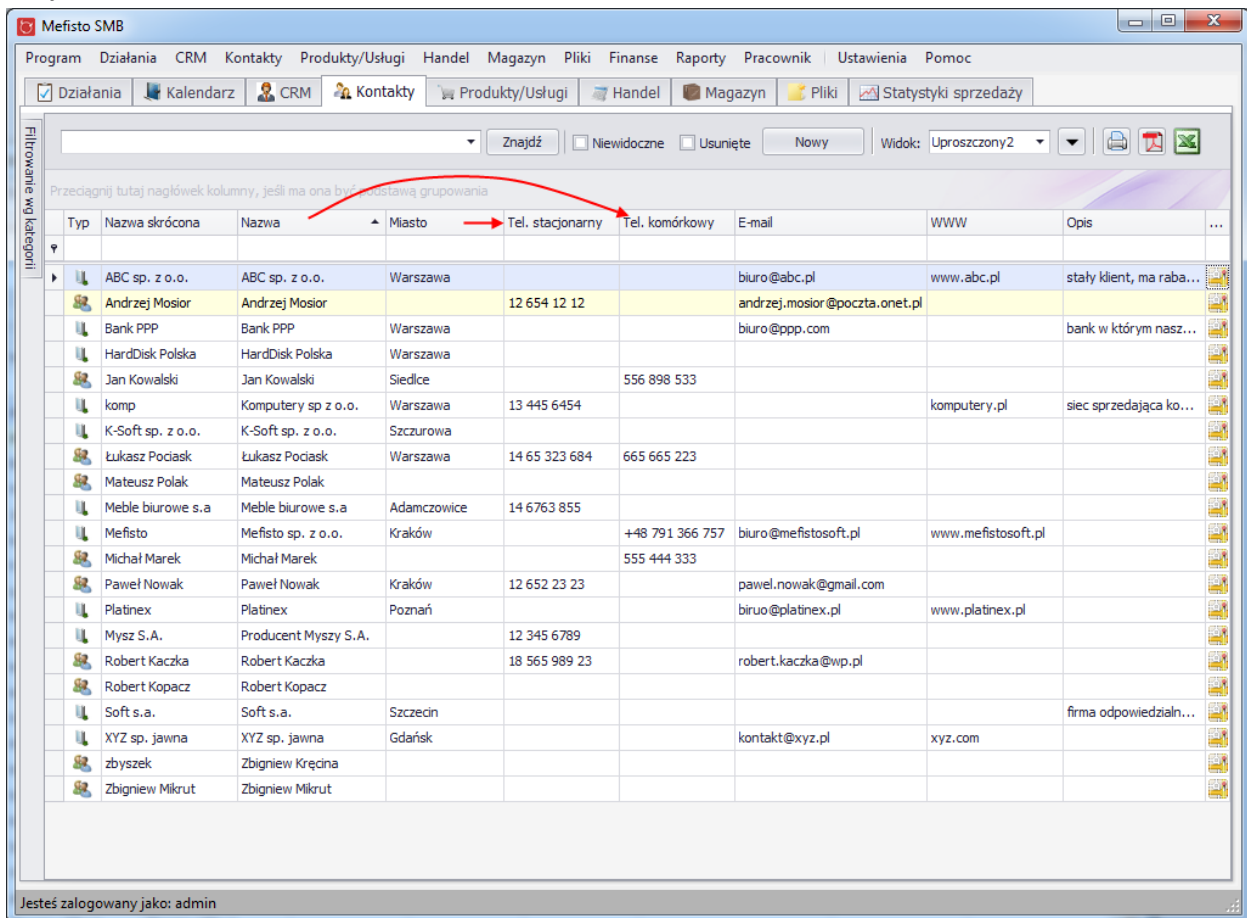 Mefisto SMB
Program Działania CRM Kontakty Produkty/Usługi Handel Magazyn Pliki Finanse Raporty Pracownik Ustawienia Pomoc
Działania Kalendarz CRM Kontakty Produkty/Usługi Handel Magazyn Pliki Statystyki sprzedaży
Filtrowanie wg kategorii
Znajdź Niewidoczne Usunięte Nowy Widok: Uproszczony2
Przeciągnij tutaj nagłówek kolumny, jeśli ma ona być podstawą grupowania
Typ Nazwa skrócona Nazwa Miasto Tel. stacjonarny Tel. komórkowy E-mail WWW Opis ...
ABC sp. z o.o. ABC sp. z o.o. Warszawa biuro@abc.pl www.abc.pl stały klient, ma raba...
Andrzej Mosior Andrzej Mosior 12 654 12 12 andrzej.mosior@poczta.onet.pl
Bank PPP Bank PPP Warszawa biuro@ppp.com bank w którym nasz...
HardDisk Polska HardDisk Polska Warszawa
Jan Kowalski Jan Kowalski Siedlce 556 898 533
komp Komputery sp z o.o. Warszawa 13 445 6454 komputery.pl siec sprzedająca ko...
K-Soft sp. z o.o. K-Soft sp. z o.o. Szczurowa
Łukasz Pociask Łukasz Pociask Warszawa 14 65 323 684 665 665 223
Mateusz Polak Mateusz Polak
Meble biurowe s.a Meble biurowe s.a Adamczowice 14 6763 855
Mefisto Mefisto sp. z o.o. Kraków +48 791 366 757 biuro@mefistosoft.pl www.mefistosoft.pl
Michał Marek Michał Marek 555 444 333
Paweł Nowak Paweł Nowak Kraków 12 652 23 23 pawel.nowak@gmail.com
Platinex Platinex Poznań biruo@platinex.pl www.platinex.pl
Mysz S.A. Producent Myszy S.A. 12 345 6789
Robert Kaczka Robert Kaczka 18 565 989 23 robert.kaczka@wp.pl
Robert Kopacz Robert Kopacz
Soft s.a. Soft s.a. Szczecin firma odpowiedzialn...
XYZ sp. jawna XYZ sp. jawna Gdańsk kontakt@xyz.pl xyz.com
zbyszek Zbigniew Kręcina
Zbigniew Mikrut Zbigniew Mikrut
Jesteś zalogowany jako: admin